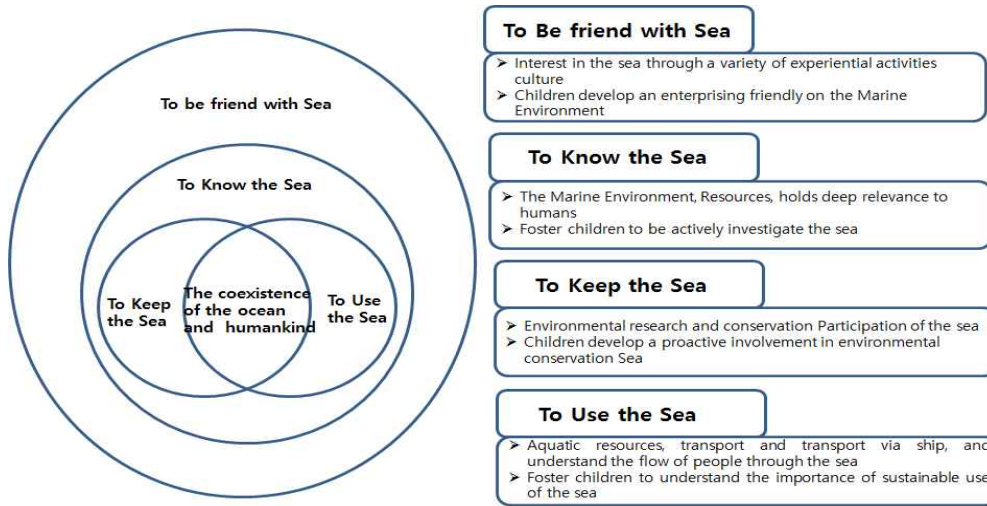 To be friend with Sea
To Know the Sea
To Keep
the Sea
The coexistence
of the ocean
and humankind
To Use
the Sea
To Be friend with Sea
➤ Interest in the sea through a variety of experiential activities
culture
➤ Children develop an enterprising friendly on the Marine
Environment
To Know the Sea
➤ The Marine Environment, Resources, holds deep relevance to
humans
➤ Foster children to be actively investigate the sea
To Keep the Sea
➤ Environmental research and conservation Participation of the sea
➤ Children develop a proactive involvement in environmental
conservation Sea
To Use the Sea
➤ Aquatic resources, transport and transport via ship, and
understand the flow of people through the sea
➤ Foster children to understand the importance of sustainable use
of the sea